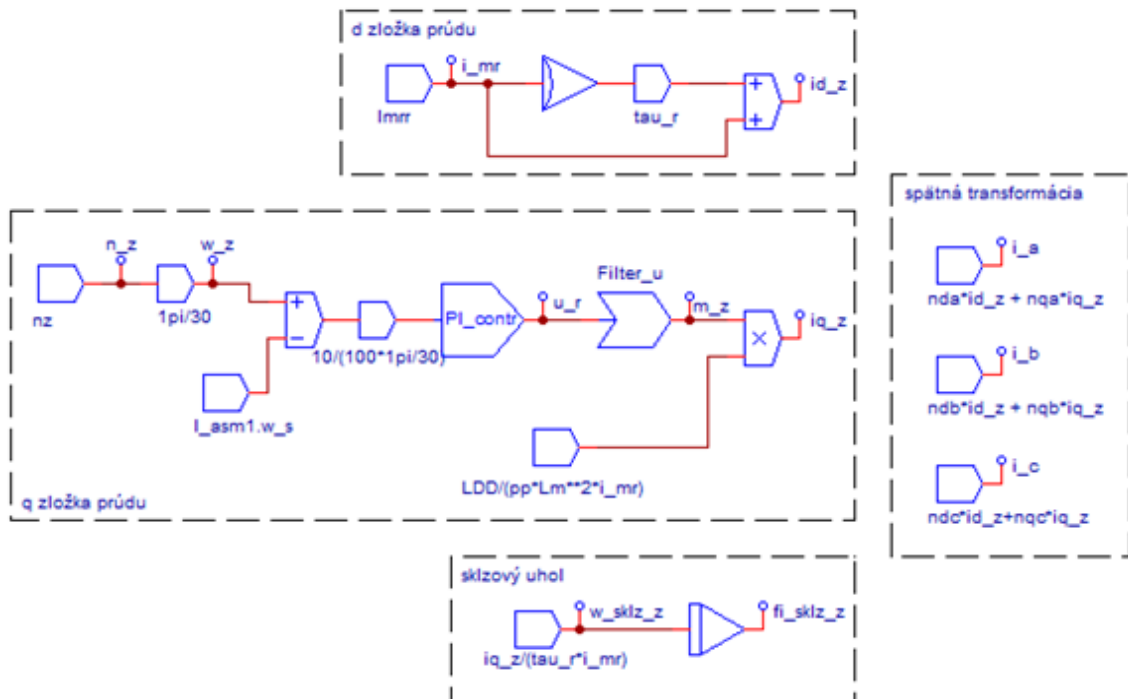 d zložka prúdu
i_mr
id_z
Imrr
tau_r
+
+
spätná transformácia
i_a
nda*id_z + nqa*iq_z
i_b
ndb*id_z + nqb*iq_z
i_c
ndc*id_z+nqc*iq_z
n_z
w_z
Filter_u
nz
1pi/30
+
−
PI_contr
u_r
m_z
×
iq_z
10/(100*1pi/30)
I_asm1.w_s
LDD/(pp*Lm**2*i_mr)
q zložka prúdu
sklzový uhol
w_sklz_z
fi_sklz_z
iq_z/(tau_r*i_mr)